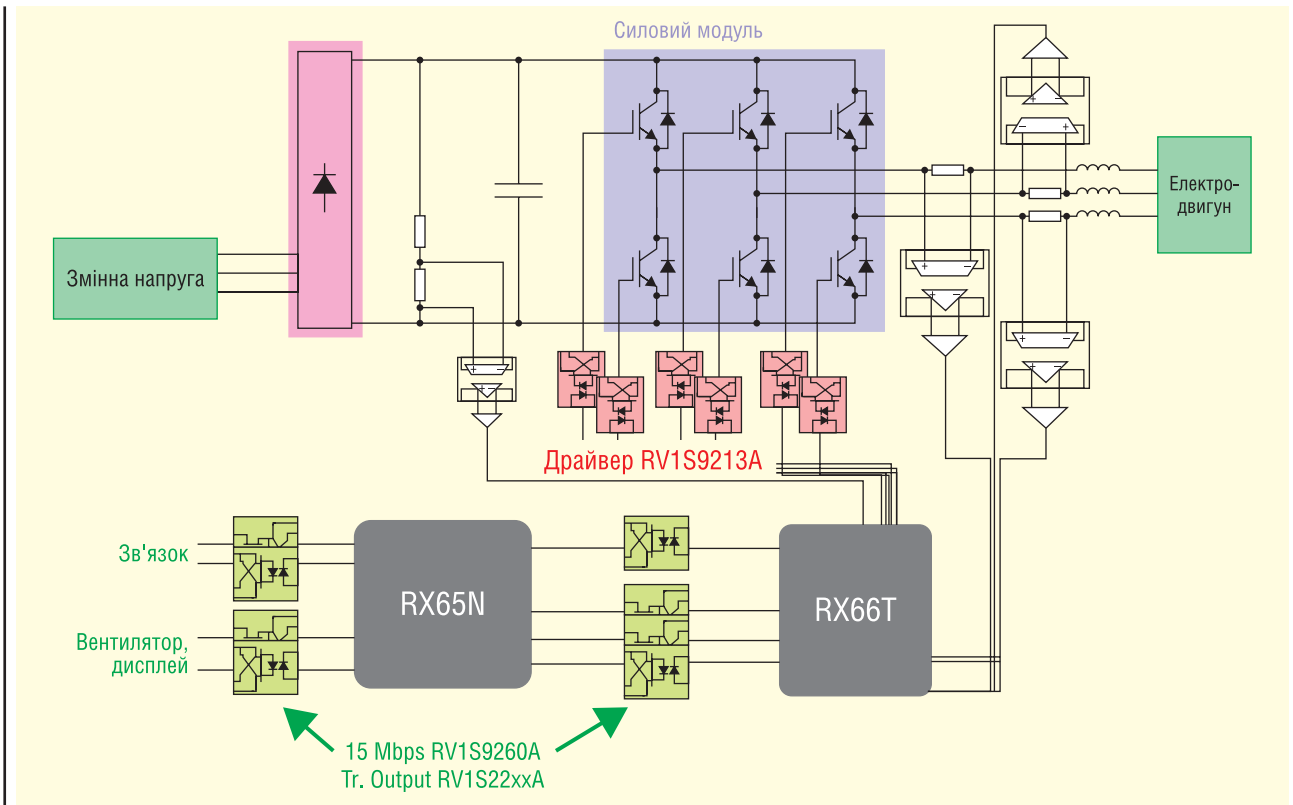 Силовий модуль
Електро-
двигун
Змінна напруга
Драйвер RV1S9213A
Зв'язок
RX65N
RX66T
Вентилятор,
дисплей
15 Mbps RV1S9260A
Tr. Output RV1S22xxA